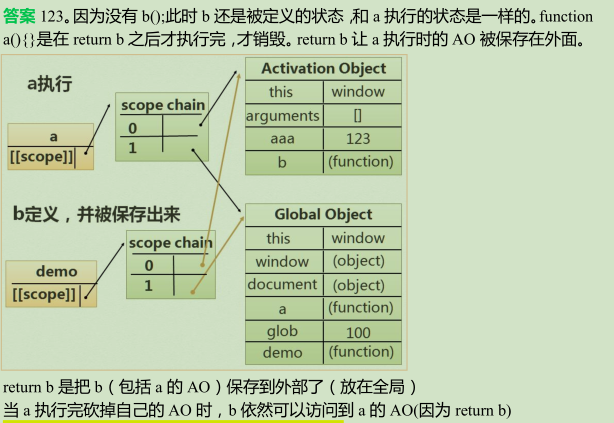 答案 123。因为没有 b();此时 b 还是被定义的状态 ,和 a 执行的状态是一样的。function
a(){}是在 return b 之后才执行完 ,才销毁。return b 让 a 执行时的 AO 被保存在外面。
a执行
a
[[scope]]
scope chain
0
1
Activation Object
this window
arguments []
aaa 123
b (function)
b定义，并被保存出来
demo
[[scope]]
scope chain
0
1
Global Object
this window
window (object)
document (object)
a (function)
glob 100
demo (function)
return b 是把 b（包括 a 的 AO）保存到外部了（放在全局）
当 a 执行完砍掉自己的 AO 时，b 依然可以访问到 a 的 AO(因为 return b)